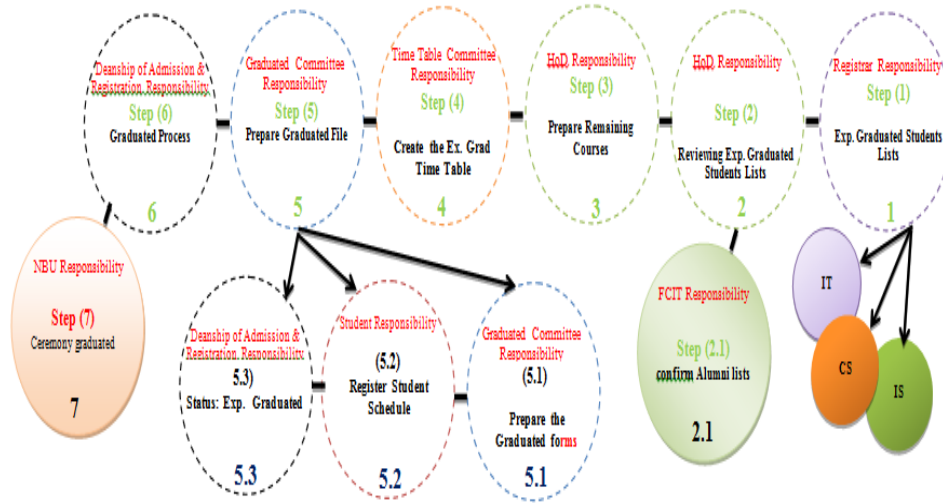 Deanship of Admission &
Registration Responsibility
Step (6)
Graduated Process
6
Graduated Committee
Responsibility
Step (5)
Prepare Graduated File
5
Time Table Committee
Responsibility
Step (4)
Create the Ex. Grad
Time Table
4
HoD Responsibility
Step (3)
Prepare Remaining
Courses
3
HoD Responsibility
Step (2)
Reviewing Exp. Graduated
Students Lists
2
Registrar Responsibility
Step (1)
Exp. Graduated Students
Lists
1
NBU Responsibility
Step (7)
Ceremony graduated
7
Deanship of Admission &
Registration Responsibility
5.3)
Status: Exp. Graduated
5.3
Student Responsibility
(5.2)
Register Student
Schedule
5.2
Graduated Committee
Responsibility
(5.1)
Prepare the
Graduated forms
5.1
FCIT Responsibility
Step (2.1)
confirm Alumni lists
2.1
IT
CS
IS